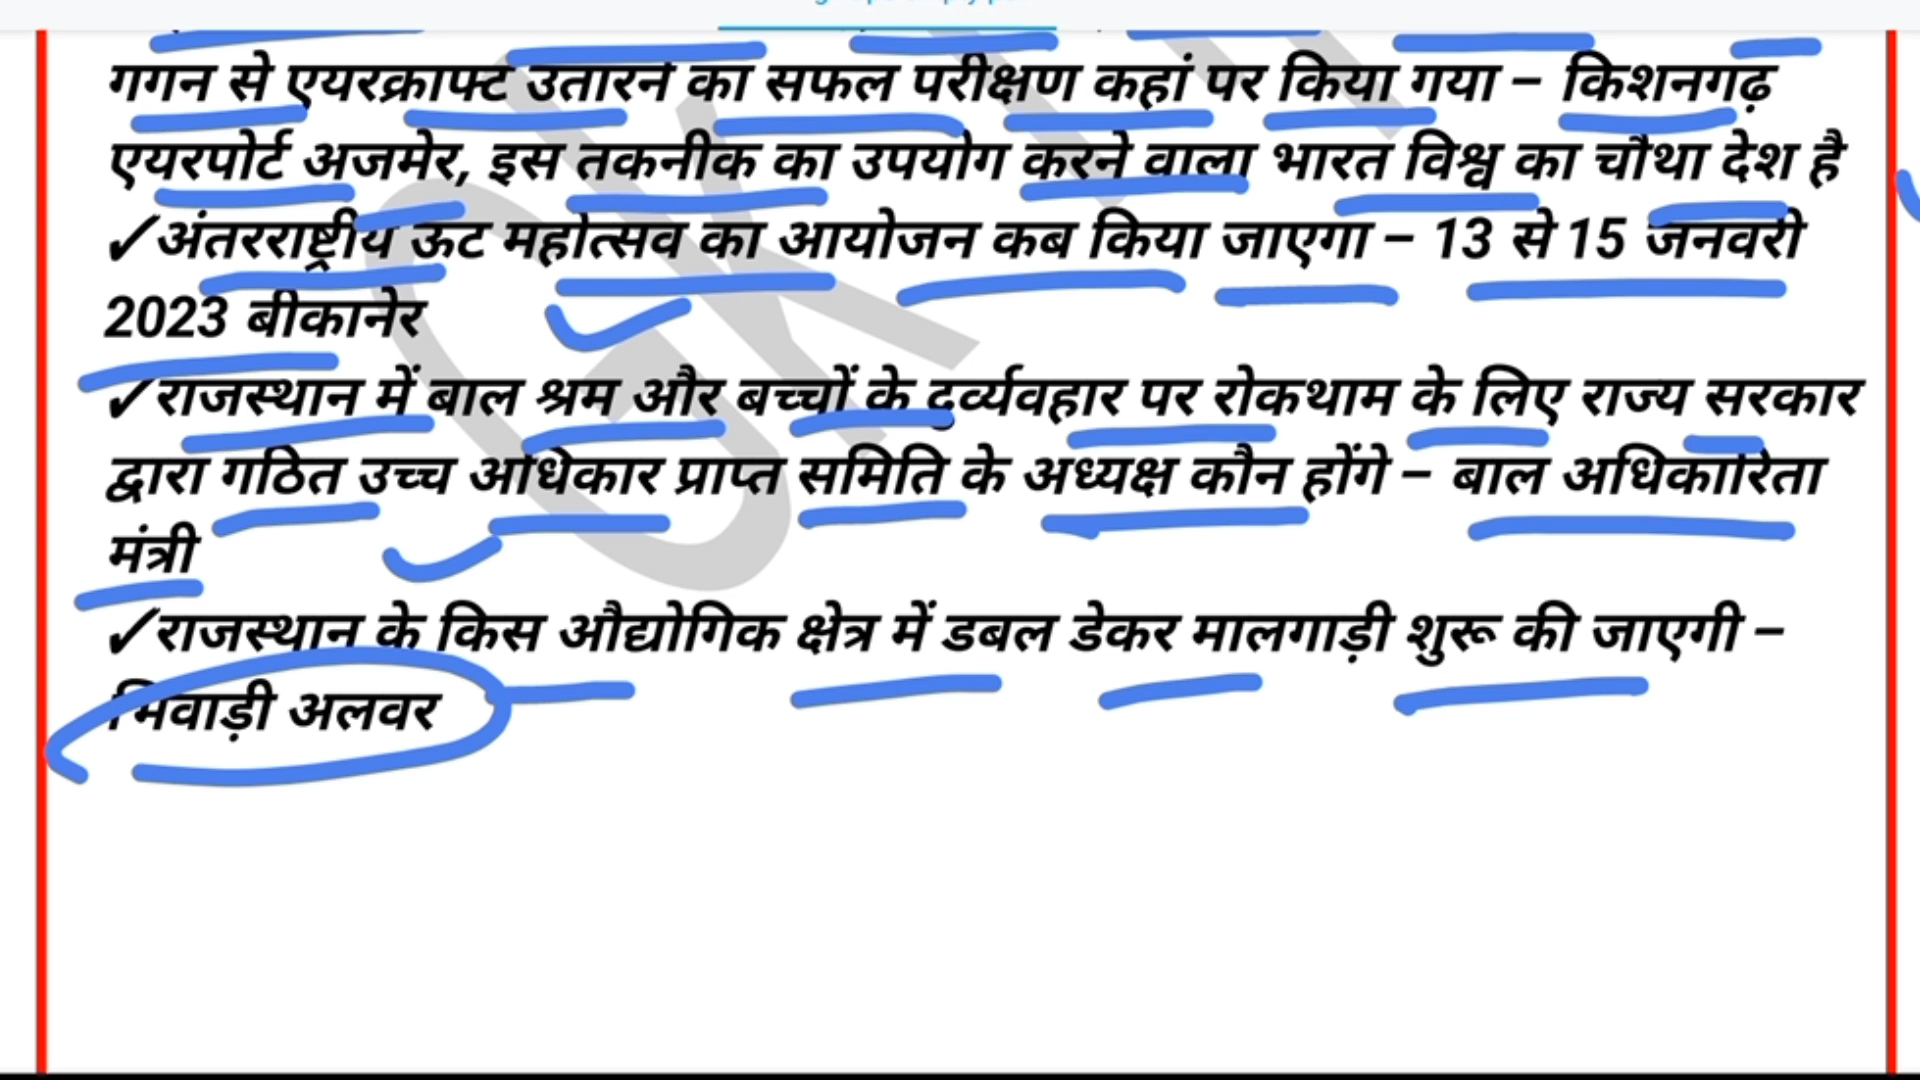 गगन से एयरक्राफ्ट उतारने का सफल परीक्षण कहां पर किया गया – किशनगढ़
एयरपोर्ट अजमेर, इस तकनीक का उपयोग करने वाला भारत विश्व का चौथा देश है
✓अंतरराष्ट्रीय ऊंट महोत्सव का आयोजन कब किया जाएगा – 13 से 15 जनवरी
2023 बीकानेर
✓राजस्थान में बाल श्रम और बच्चों के दुर्व्यवहार पर रोकथाम के लिए राज्य सरकार
द्वारा गठित उच्च अधिकार प्राप्त समिति के अध्यक्ष कौन होंगे – बाल अधिकारिता
मंत्री
✓राजस्थान के किस औद्योगिक क्षेत्र में डबल डेकर मालगाड़ी शुरू की जाएगी –
भिवाड़ी अलवर